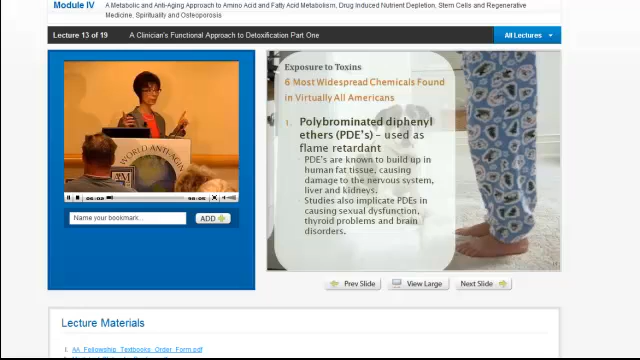 Module IV
A Metabolic and Anti-Aging Approach to Amino Acid and Fatty Acid Metabolism, Drug Induced Nutrient Depletion, Stem Cells and Regenerative
Medicine, Spirituality and Osteoporosis
Lecture 13 of 19
A Clinician's Functional Approach to Detoxification Part One
All Lectures
WORLD ANTI-AGING
Name your bookmark...
ADD
Exposure to Toxins
6 Most Widespread Chemicals Found
in Virtually All Americans
1. Polybrominated diphenyl
ethers (PDE's) – used as
flame retardant
PDE's are known to build up in
human fat tissue, causing
damage to the nervous system,
liver and kidneys.
Studies also implicate PDEs in
causing sexual dysfunction,
thyroid problems and brain
disorders.
Prev Slide
View Large
Next Slide
Lecture Materials
1. AA_Fellowship_Textbooks_Order_Form.pdf